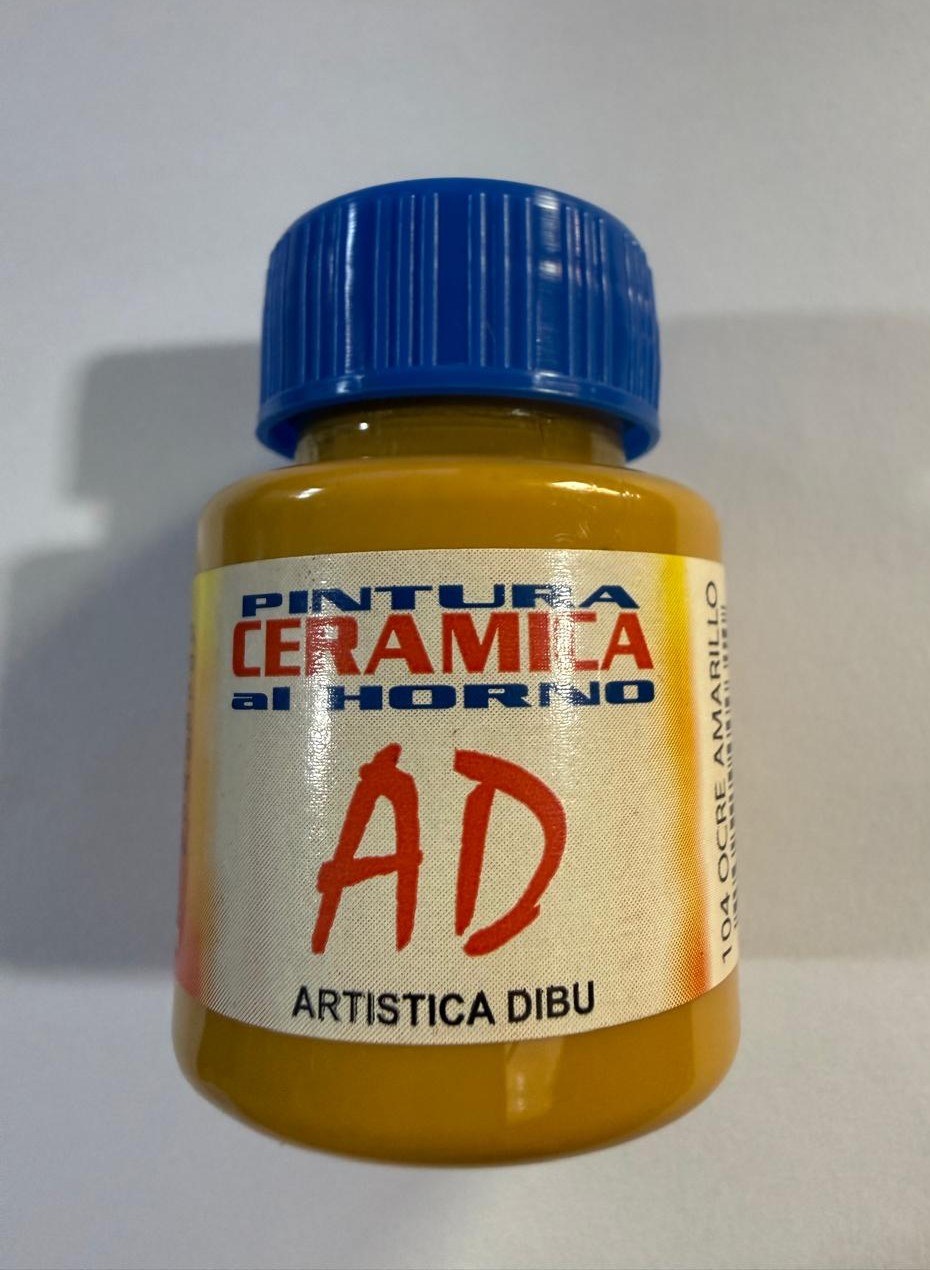 PINTURA
CERAMICA
al HORNO
AD
ARTISTICA DIBU
104 OCRE AMARILLO